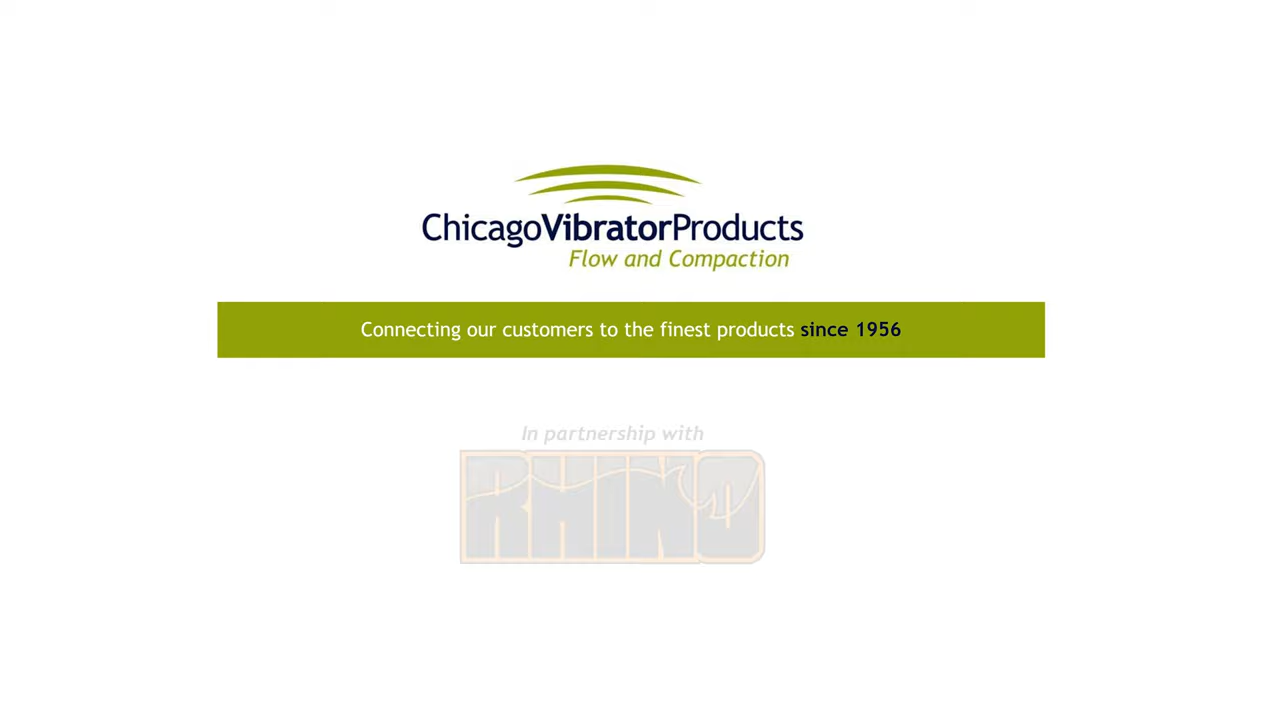 ChicagoVibratorProducts
Flow and Compaction
Connecting our customers to the finest products since 1956
In partnership with
RHINO